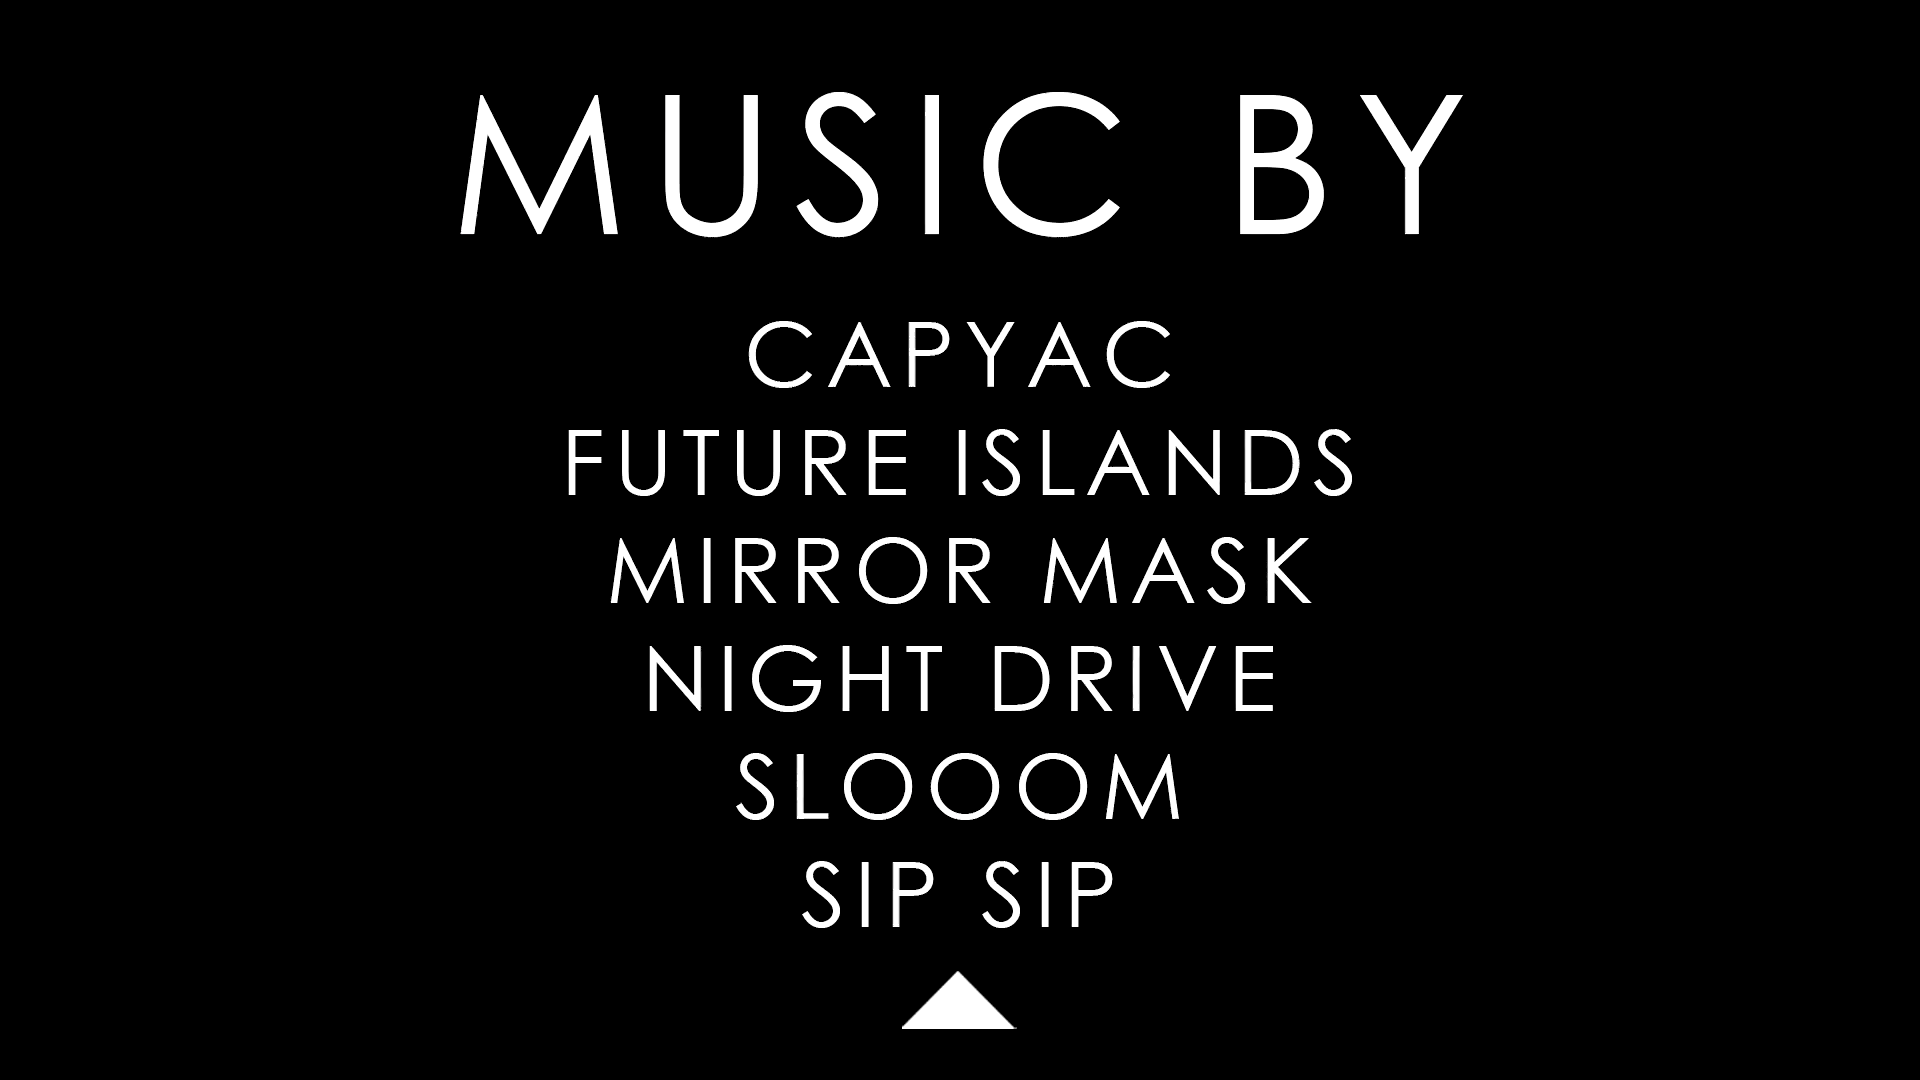 MUSIC BY
CAPYAC
FUTURE ISLANDS
MIRROR MASK
NIGHT DRIVE
SLOOOM
SIP SIP